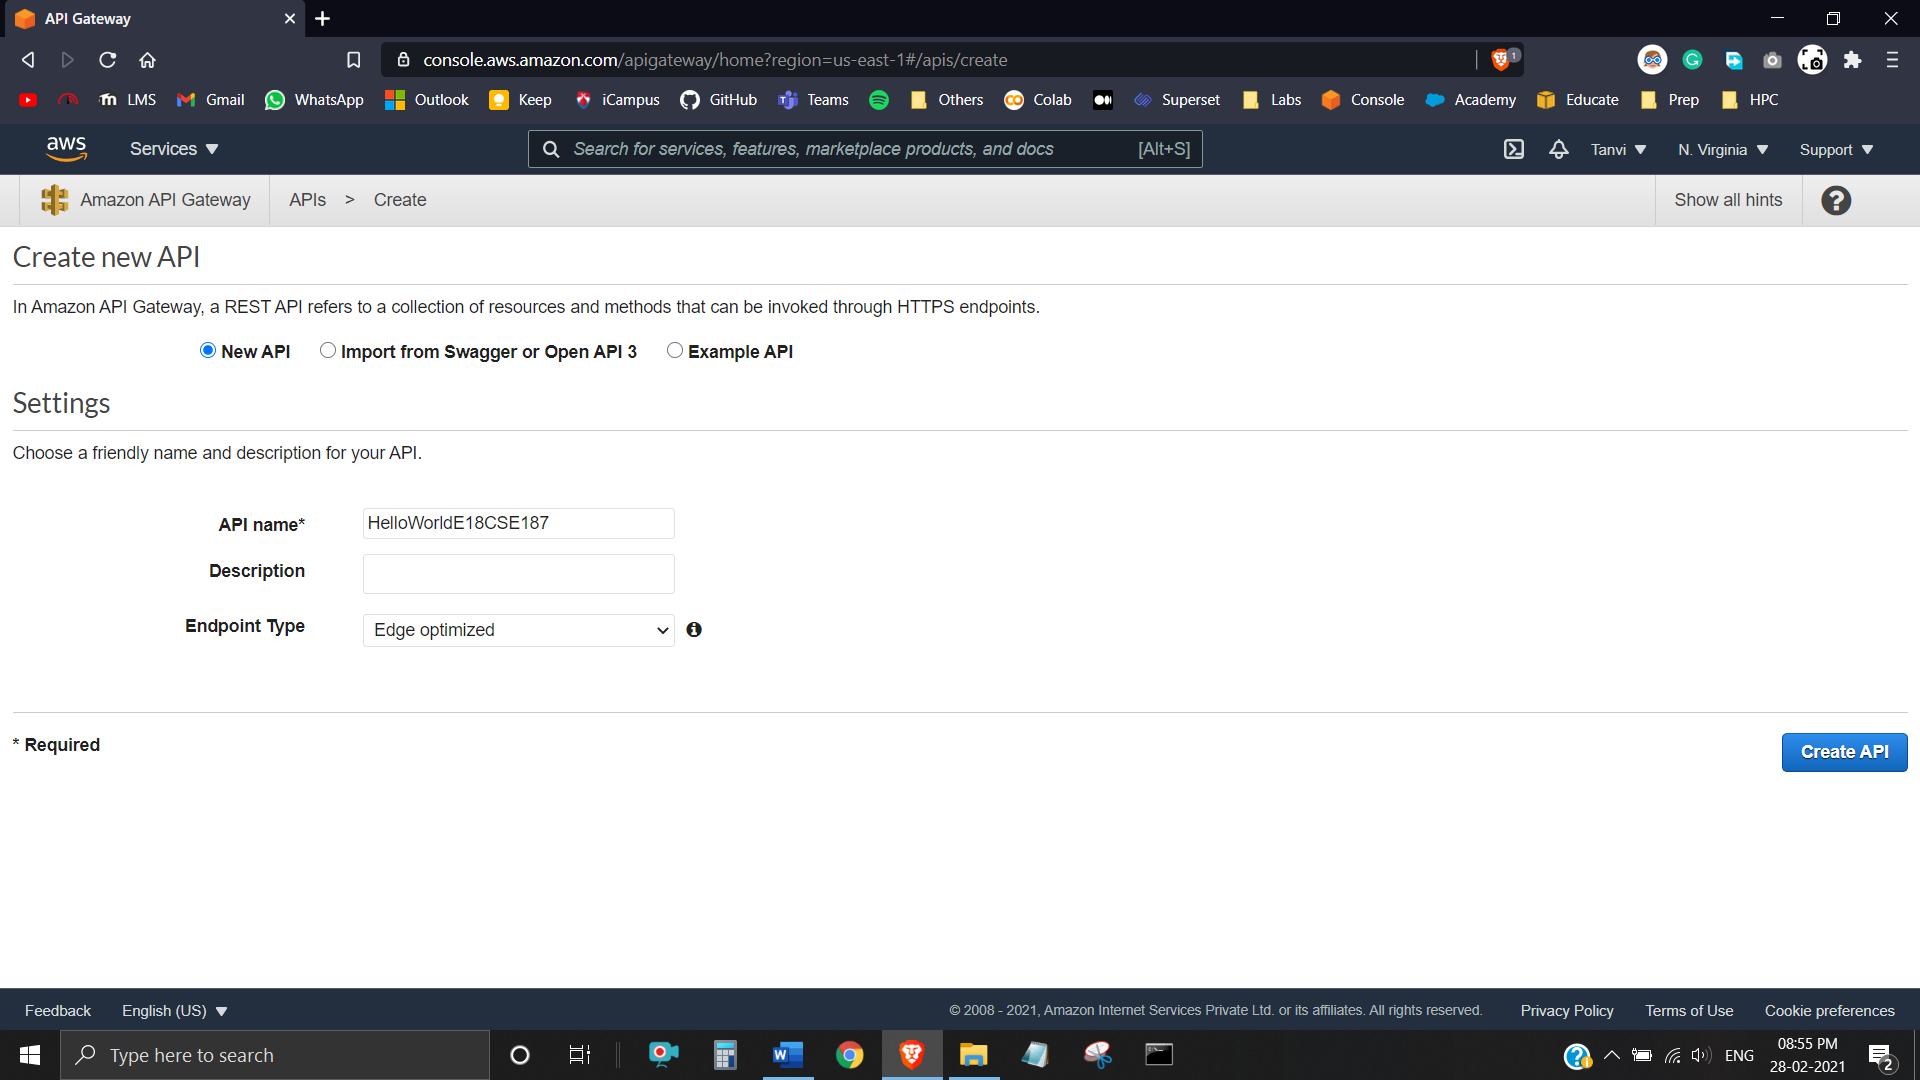 API Gateway
console.aws.amazon.com/apigateway/home?region=us-east-1#/apis/create
1
LMS Gmail WhatsApp Outlook Keep iCampus GitHub Teams Others Colab Superset Labs Console Academy Educate Prep HPC
aws Services Search for services, features, marketplace products, and docs [Alt+S] Tanvi N. Virginia Support
Amazon API Gateway APIs > Create Show all hints ?
Create new API
In Amazon API Gateway, a REST API refers to a collection of resources and methods that can be invoked through HTTPS endpoints.
New API Import from Swagger or Open API 3 Example API
Settings
Choose a friendly name and description for your API.
API name* HelloWorldE18CSE187
Description
Endpoint Type Edge optimized
* Required
Create API
Feedback English (US) © 2008 - 2021, Amazon Internet Services Private Ltd. or its affiliates. All rights reserved. Privacy Policy Terms of Use Cookie preferences
Type here to search ENG 08:55 PM
28-02-2021 2